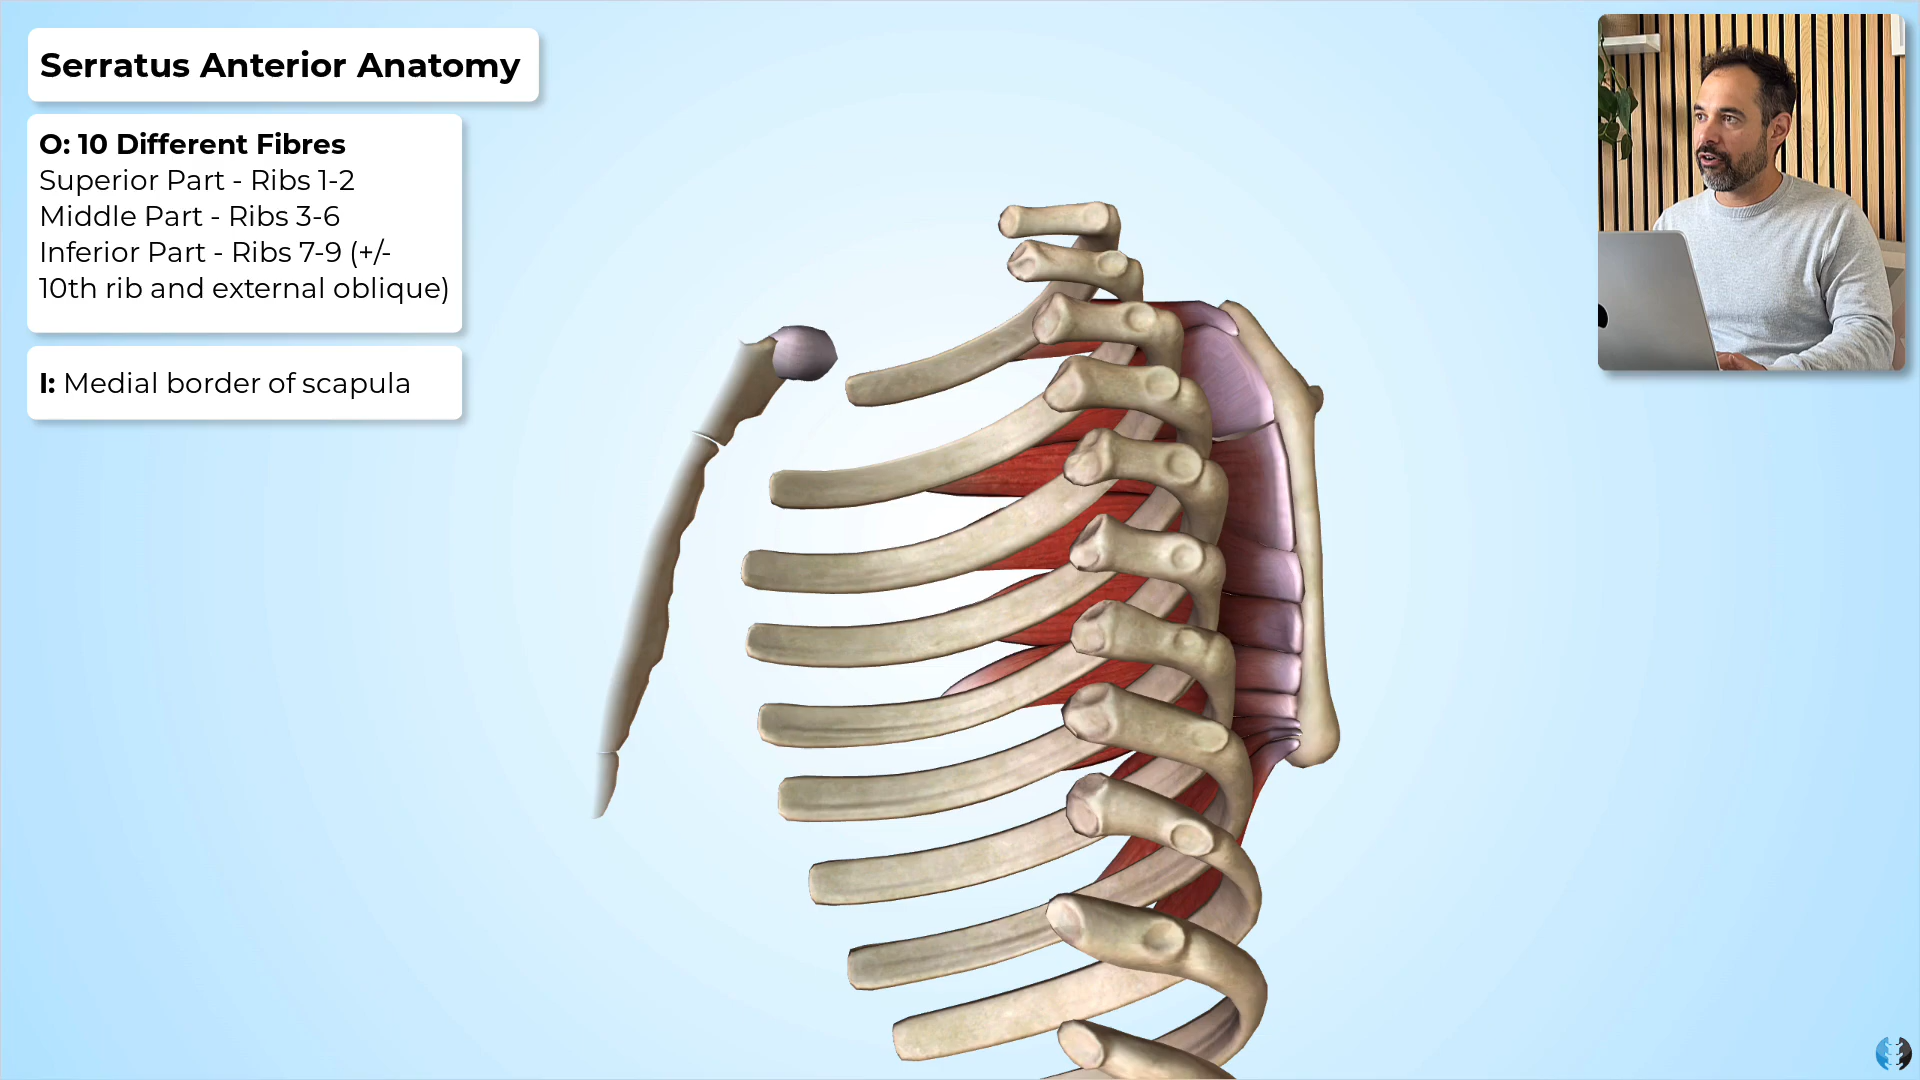 Serratus Anterior Anatomy
O: 10 Different Fibres
Superior Part - Ribs 1-2
Middle Part - Ribs 3-6
Inferior Part - Ribs 7-9 (+/-
10th rib and external oblique)
I: Medial border of scapula